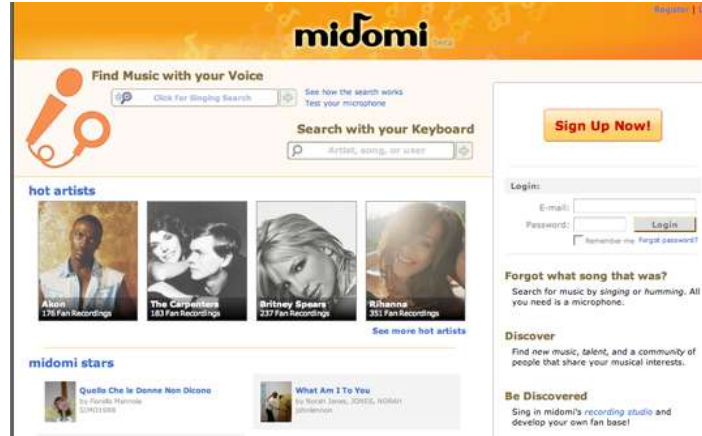 Register |
midomi
beta
Find Music with your Voice
Click For Singing Search
See how the search works
Test your microphone
Search with your Keyboard
Artist, song, or user
Sign Up Now!
hot artists
Akon
176 Fan Recordings
The Carpenters
183 Fan Recordings
Britney Spears
237 Fan Recordings
Rihanna
351 Fan Recordings
See more hot artists
Login:
E-mail:
Password:
Login
Remember me Forgot password?
Forgot what song that was?
Search for music by singing or humming. All
you need is a microphone.
Discover
Find new music, talent, and a community of
people that share your musical interests.
Be Discovered
Sing in midomi's recording studio and
develop your own fan base!
midomi stars
Quello Che le Donne Non Dicono
by Fiorella Mannoia
What Am I To You
by Norah Jones, JONES, NORAH
johnlennon